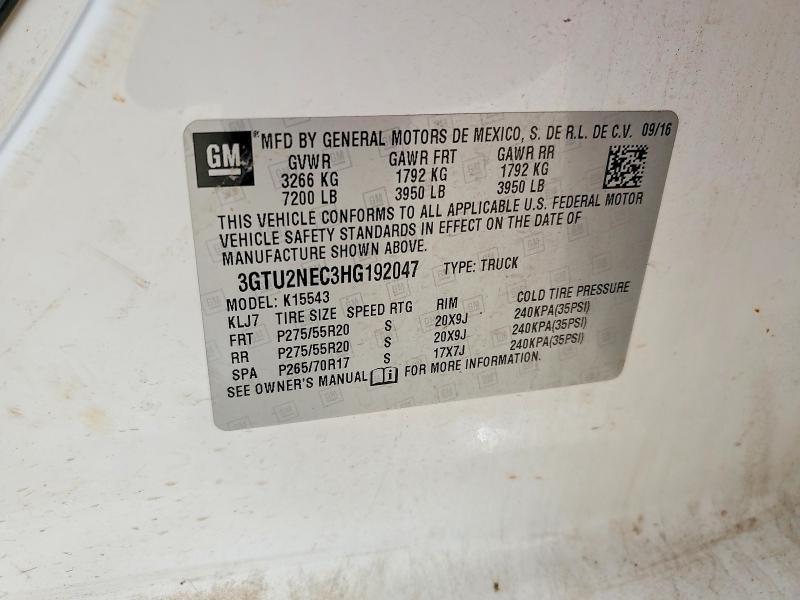 GM ® MFD BY GENERAL MOTORS DE MEXICO, S. DE R.L. DE C.V. 09/16
GVWR GAWR FRT GAWR RR
3266 KG 1792 KG 1792 KG
7200 LB 3950 LB 3950 LB
THIS VEHICLE CONFORMS TO ALL APPLICABLE U.S. FEDERAL MOTOR
VEHICLE SAFETY STANDARDS IN EFFECT ON THE DATE OF
MANUFACTURE SHOWN ABOVE.
3GTU2NEC3HG192047 TYPE: TRUCK
MODEL: K15543
KLJ7 TIRE SIZE SPEED RTG RIM COLD TIRE PRESSURE
FRT P275/55R20 S 20X9J 240KPA(35PSI)
RR P275/55R20 S 20X9J 240KPA(35PSI)
SPA P265/70R17 S 17X7J 240KPA(35PSI)
SEE OWNER'S MANUAL FOR MORE INFORMATION.